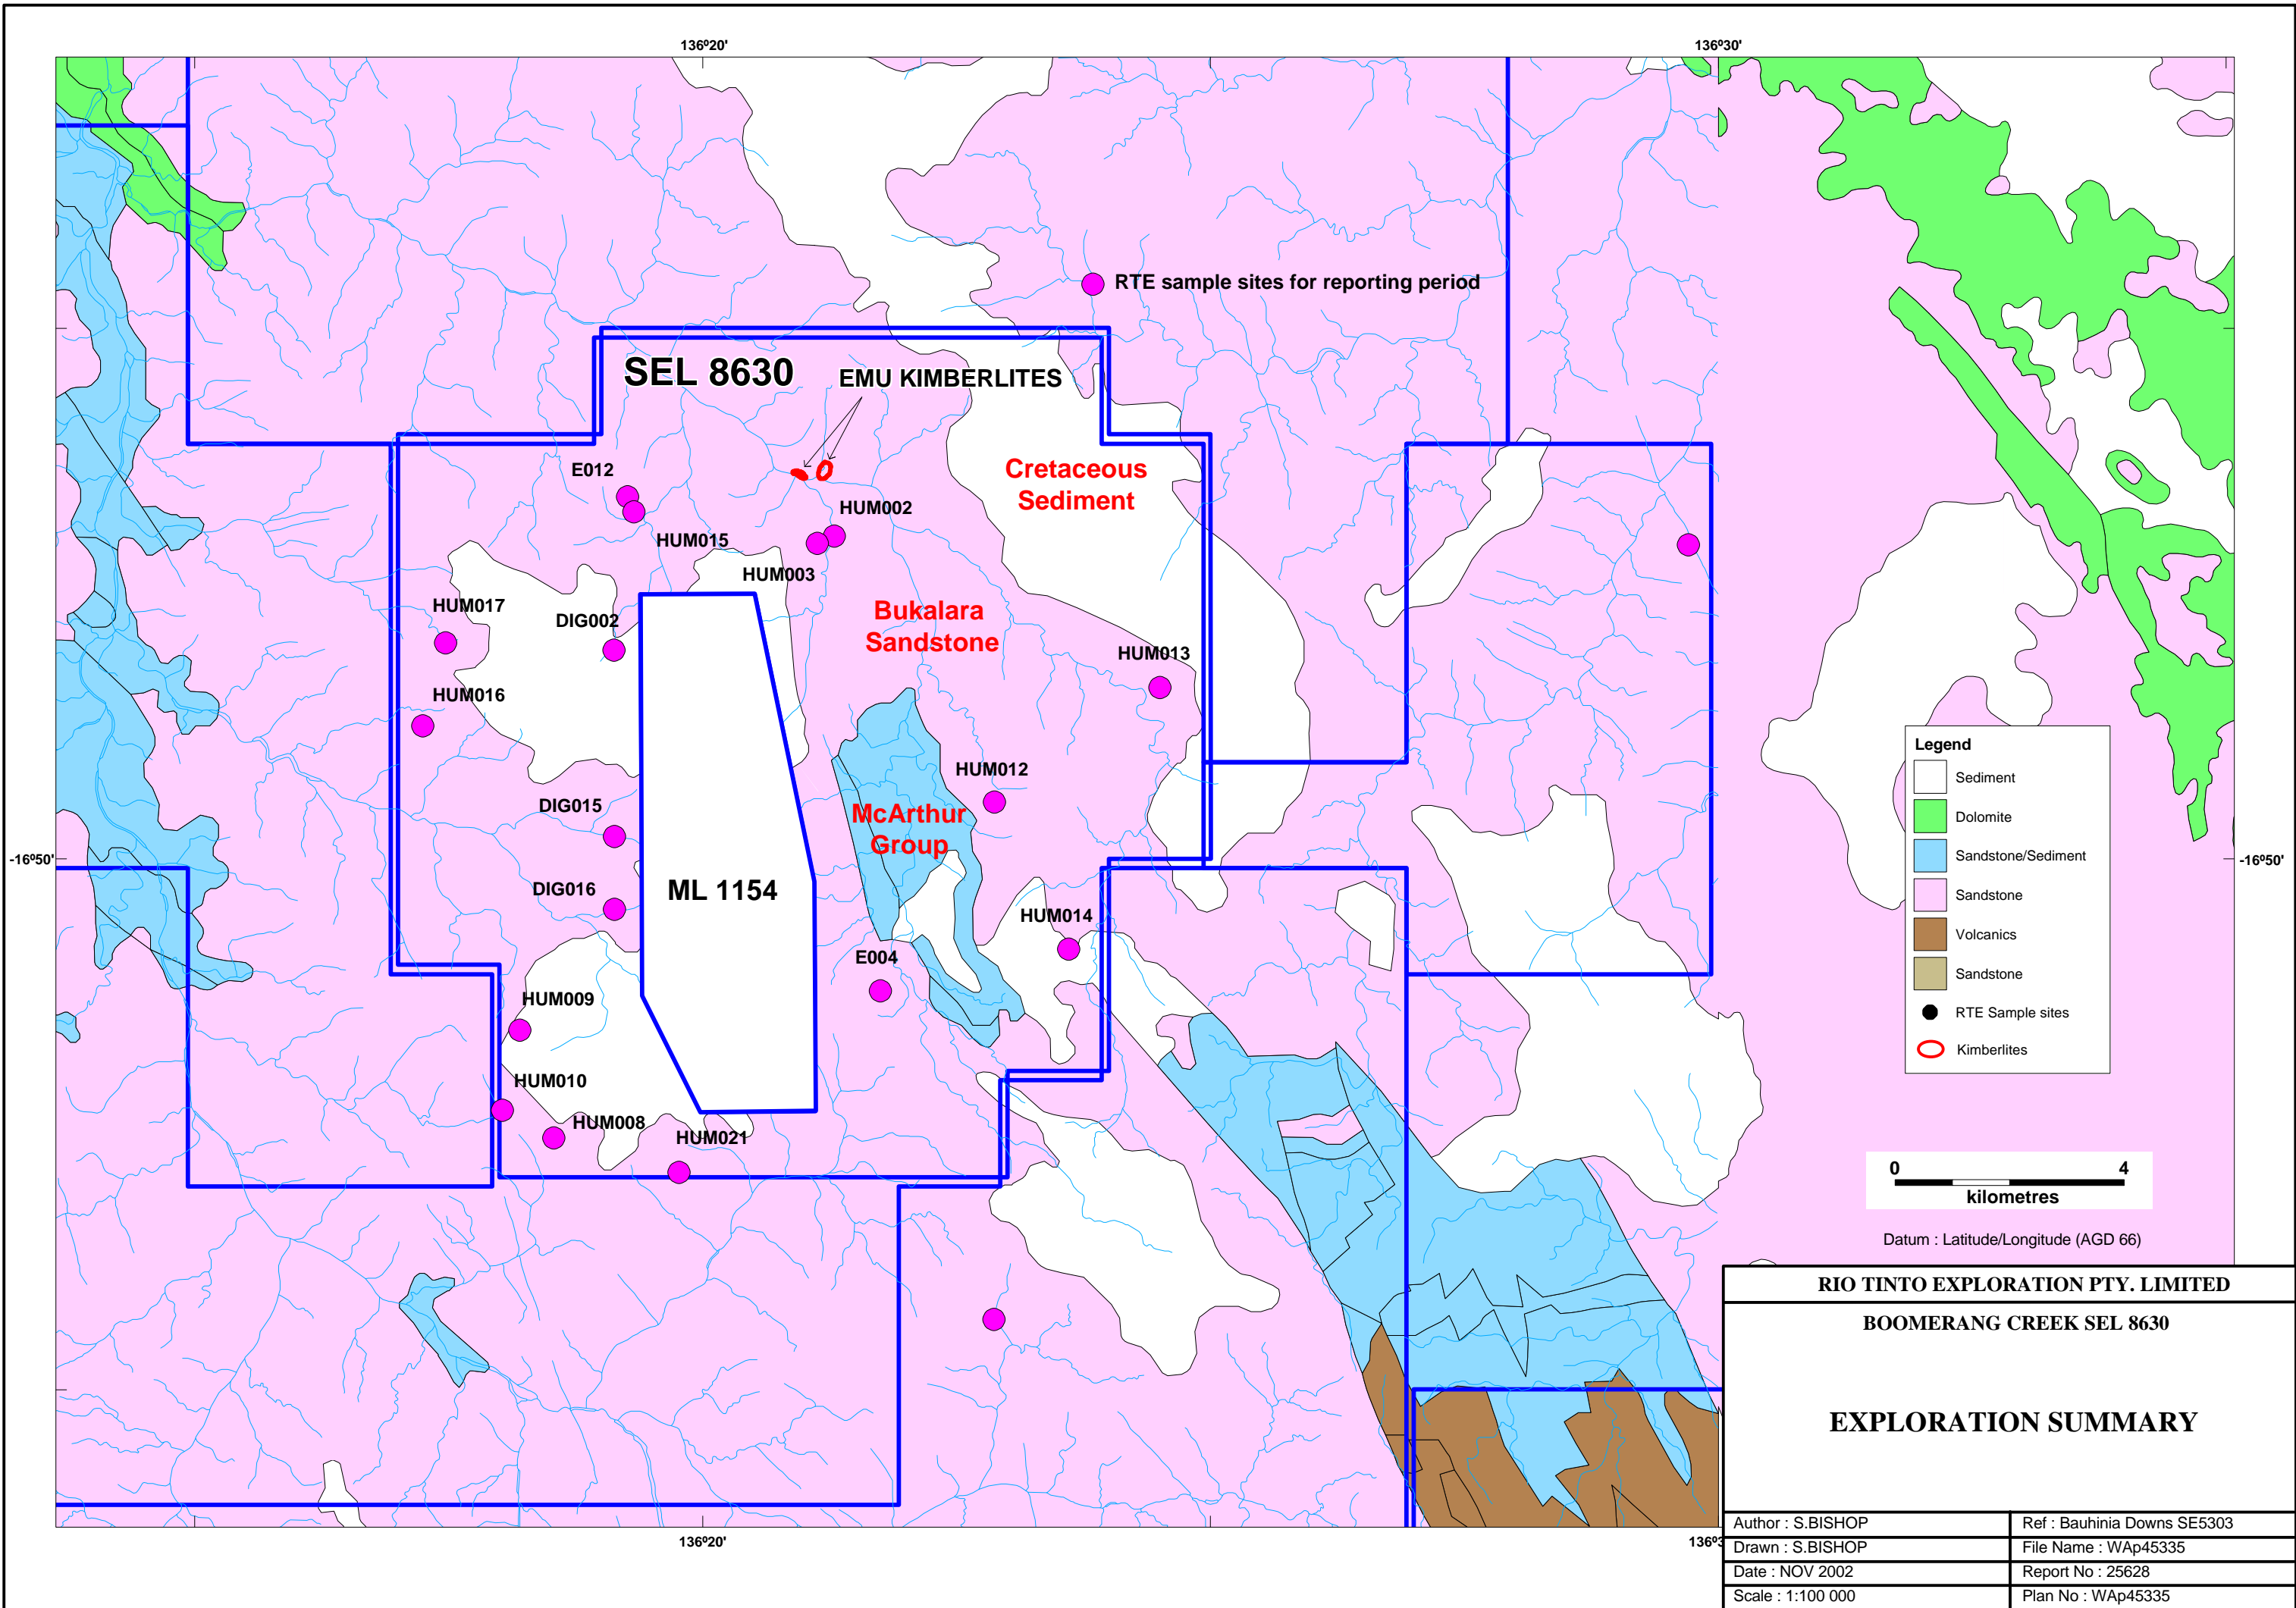 136º20'
136º30'
RTE sample sites for reporting period
SEL 8630
EMU KIMBERLITES
E012
Cretaceous
Sediment
HUM002
HUM015
HUM003
HUM017
DIG002
Bukalara
Sandstone
HUM013
HUM016
HUM012
DIG015
McArthur
Group
-16º50'
-16º50'
DIG016
ML 1154
HUM014
E004
HUM009
HUM010
HUM008
HUM021
Legend
Sediment
Dolomite
Sandstone/Sediment
Sandstone
Volcanics
Sandstone
RTE Sample sites
Kimberlites
0 4
kilometres
Datum : Latitude/Longitude (AGD 66)
RIO TINTO EXPLORATION PTY. LIMITED
BOOMERANG CREEK SEL 8630
EXPLORATION SUMMARY
Author : S.BISHOP
Ref : Bauhinia Downs SE5303
Drawn : S.BISHOP
File Name : WAp45335
Date : NOV 2002
Report No : 25628
Scale : 1:100 000
Plan No : WAp45335
136º20'